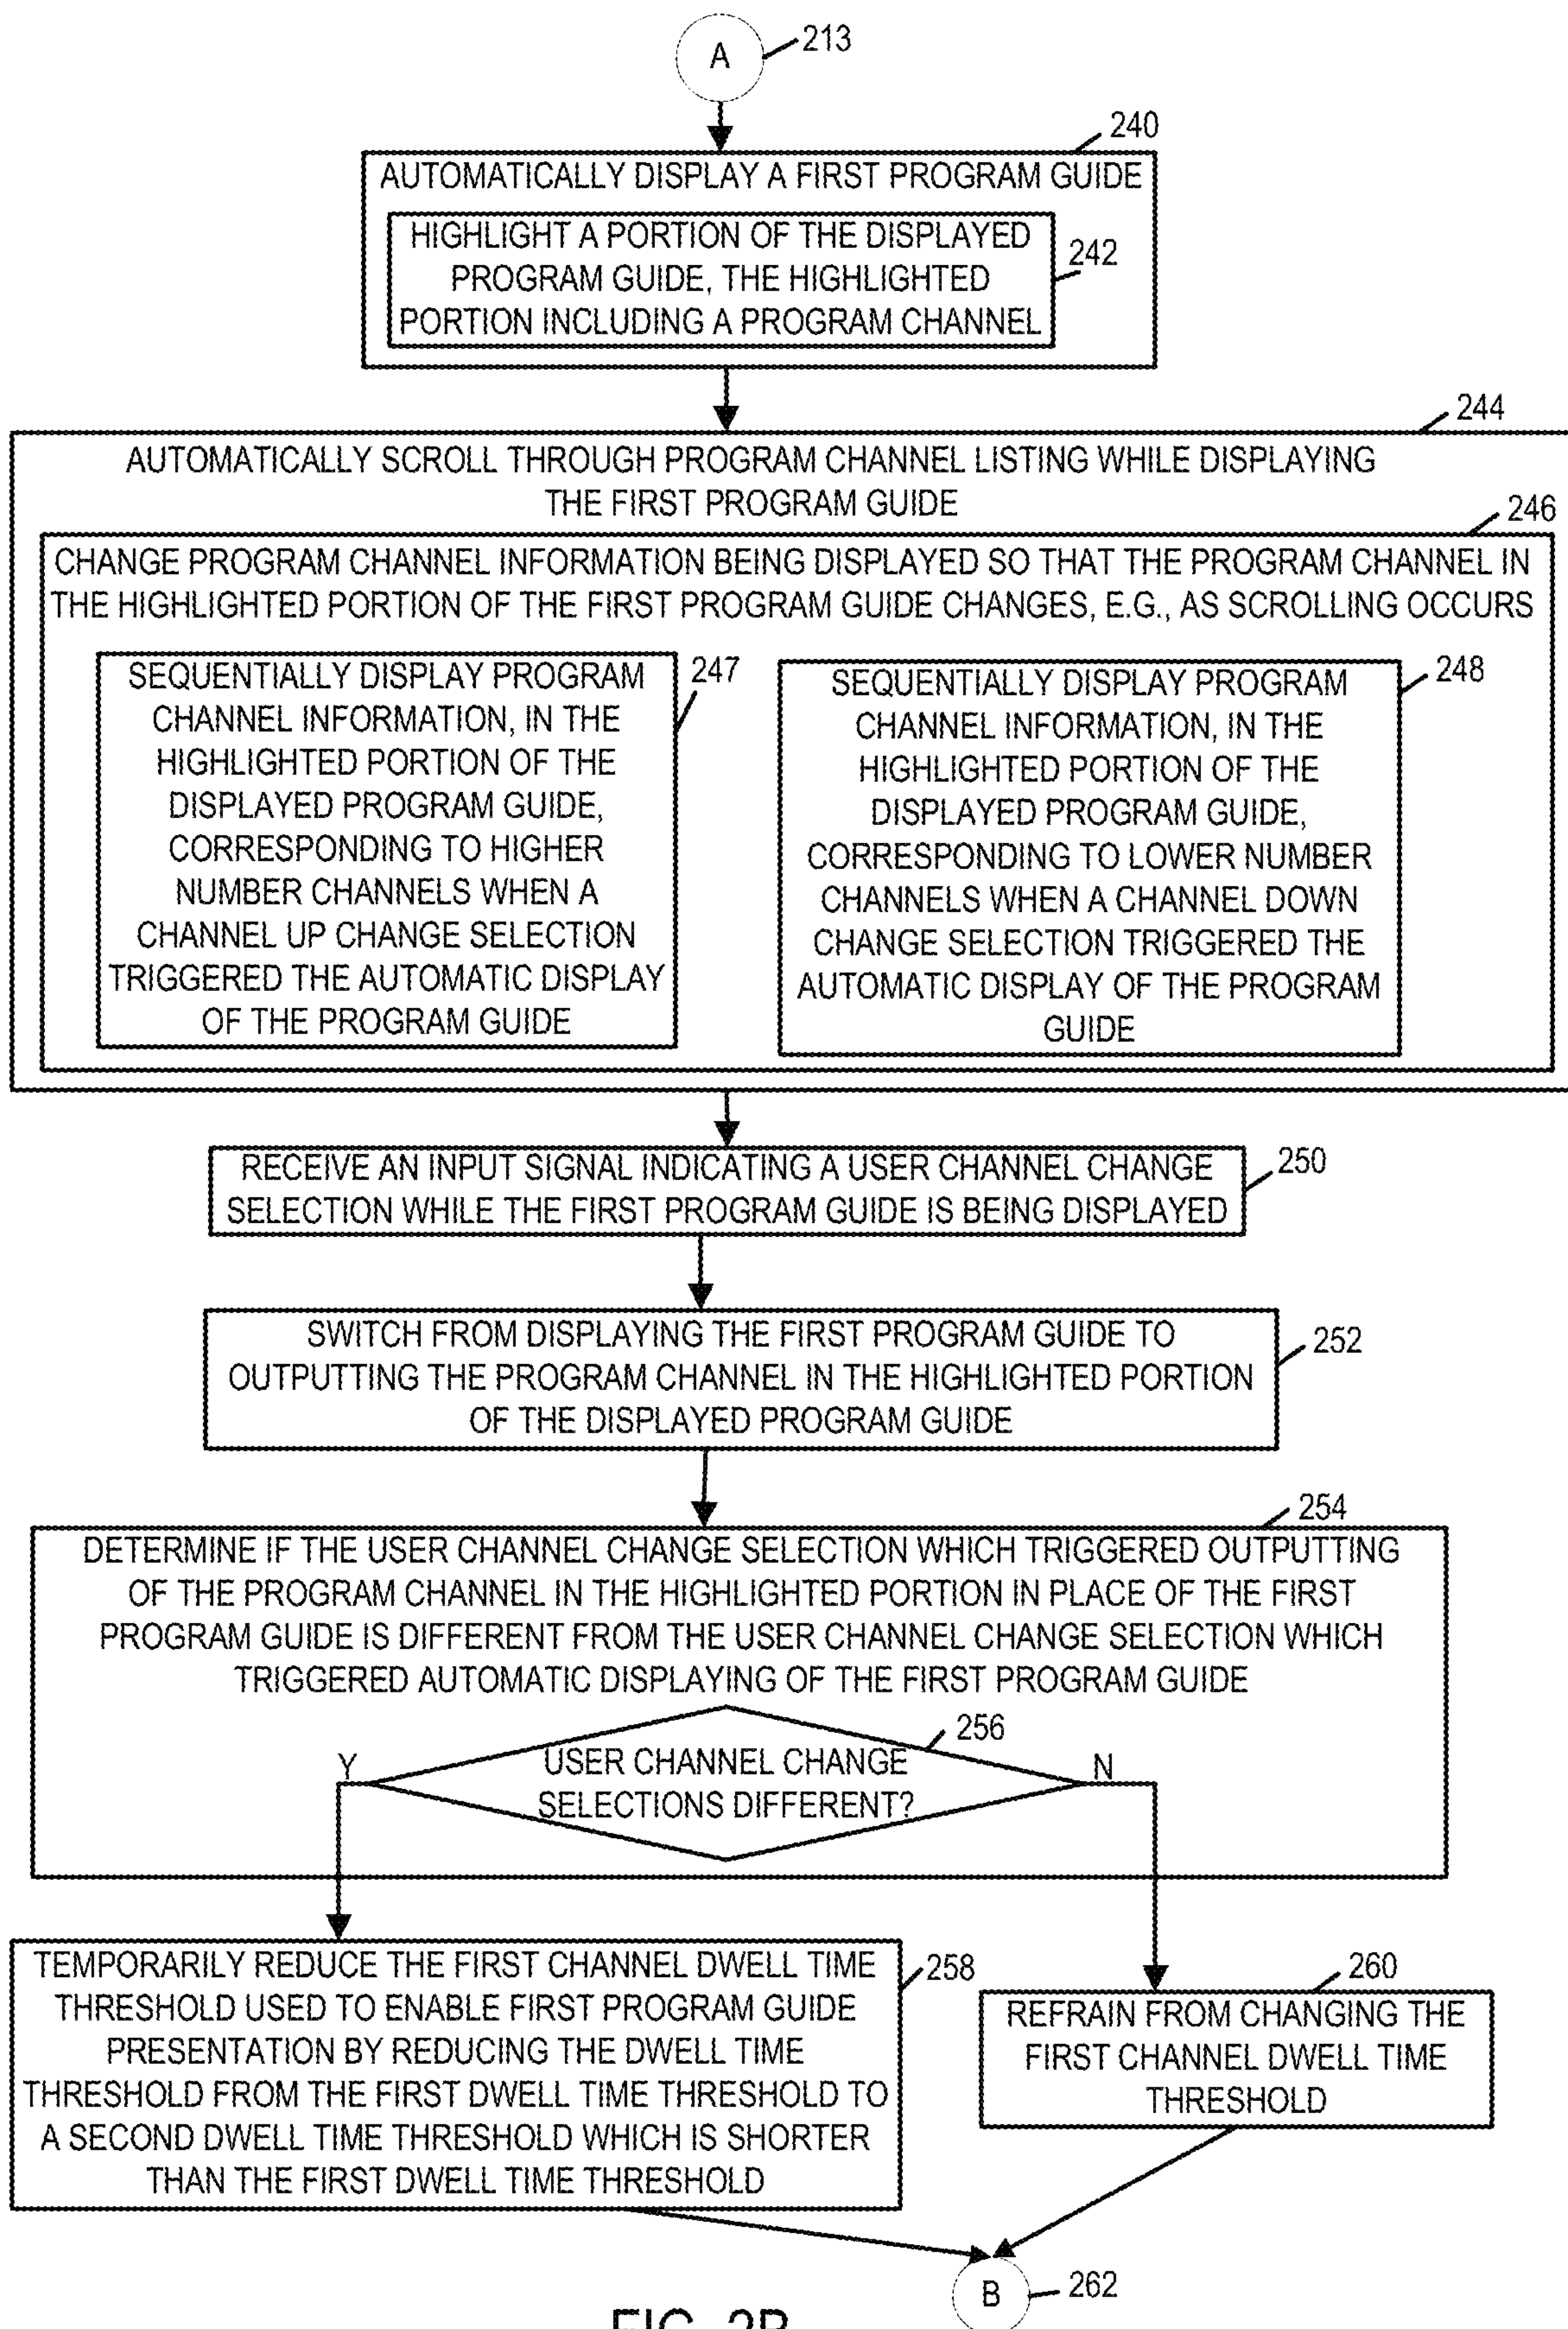 A
213
240
AUTOMATICALLY DISPLAY A FIRST PROGRAM GUIDE
HIGHLIGHT A PORTION OF THE DISPLAYED
PROGRAM GUIDE, THE HIGHLIGHTED
PORTION INCLUDING A PROGRAM CHANNEL
242
244
AUTOMATICALLY SCROLL THROUGH PROGRAM CHANNEL LISTING WHILE DISPLAYING
THE FIRST PROGRAM GUIDE
246
CHANGE PROGRAM CHANNEL INFORMATION BEING DISPLAYED SO THAT THE PROGRAM CHANNEL IN
THE HIGHLIGHTED PORTION OF THE FIRST PROGRAM GUIDE CHANGES, E.G., AS SCROLLING OCCURS
SEQUENTIALLY DISPLAY PROGRAM
CHANNEL INFORMATION, IN THE
HIGHLIGHTED PORTION OF THE
DISPLAYED PROGRAM GUIDE,
CORRESPONDING TO HIGHER
NUMBER CHANNELS WHEN A
CHANNEL UP CHANGE SELECTION
TRIGGERED THE AUTOMATIC DISPLAY
OF THE PROGRAM GUIDE
247
SEQUENTIALLY DISPLAY PROGRAM
CHANNEL INFORMATION, IN THE
HIGHLIGHTED PORTION OF THE
DISPLAYED PROGRAM GUIDE,
CORRESPONDING TO LOWER NUMBER
CHANNELS WHEN A CHANNEL DOWN
CHANGE SELECTION TRIGGERED THE
AUTOMATIC DISPLAY OF THE PROGRAM
GUIDE
248
RECEIVE AN INPUT SIGNAL INDICATING A USER CHANNEL CHANGE
SELECTION WHILE THE FIRST PROGRAM GUIDE IS BEING DISPLAYED
250
SWITCH FROM DISPLAYING THE FIRST PROGRAM GUIDE TO
OUTPUTTING THE PROGRAM CHANNEL IN THE HIGHLIGHTED PORTION
OF THE DISPLAYED PROGRAM GUIDE
252
254
DETERMINE IF THE USER CHANNEL CHANGE SELECTION WHICH TRIGGERED OUTPUTTING
OF THE PROGRAM CHANNEL IN THE HIGHLIGHTED PORTION IN PLACE OF THE FIRST
PROGRAM GUIDE IS DIFFERENT FROM THE USER CHANNEL CHANGE SELECTION WHICH
TRIGGERED AUTOMATIC DISPLAYING OF THE FIRST PROGRAM GUIDE
256
Y
USER CHANNEL CHANGE
SELECTIONS DIFFERENT?
N
TEMPORARILY REDUCE THE FIRST CHANNEL DWELL TIME
THRESHOLD USED TO ENABLE FIRST PROGRAM GUIDE
PRESENTATION BY REDUCING THE DWELL TIME
THRESHOLD FROM THE FIRST DWELL TIME THRESHOLD TO
A SECOND DWELL TIME THRESHOLD WHICH IS SHORTER
THAN THE FIRST DWELL TIME THRESHOLD
258
260
REFRAIN FROM CHANGING THE
FIRST CHANNEL DWELL TIME
THRESHOLD
B
262
FIG. 2B